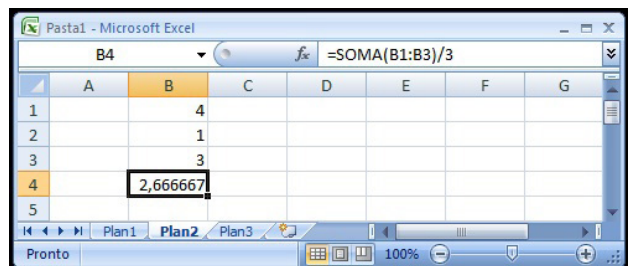 Pasta1 - Microsoft Excel
B4 fx =SOMA(B1:B3)/3
A B C D E F G
1 4
2 1
3 3
4 2,666667
5
Plan1 Plan2 Plan3
Pronto 100%